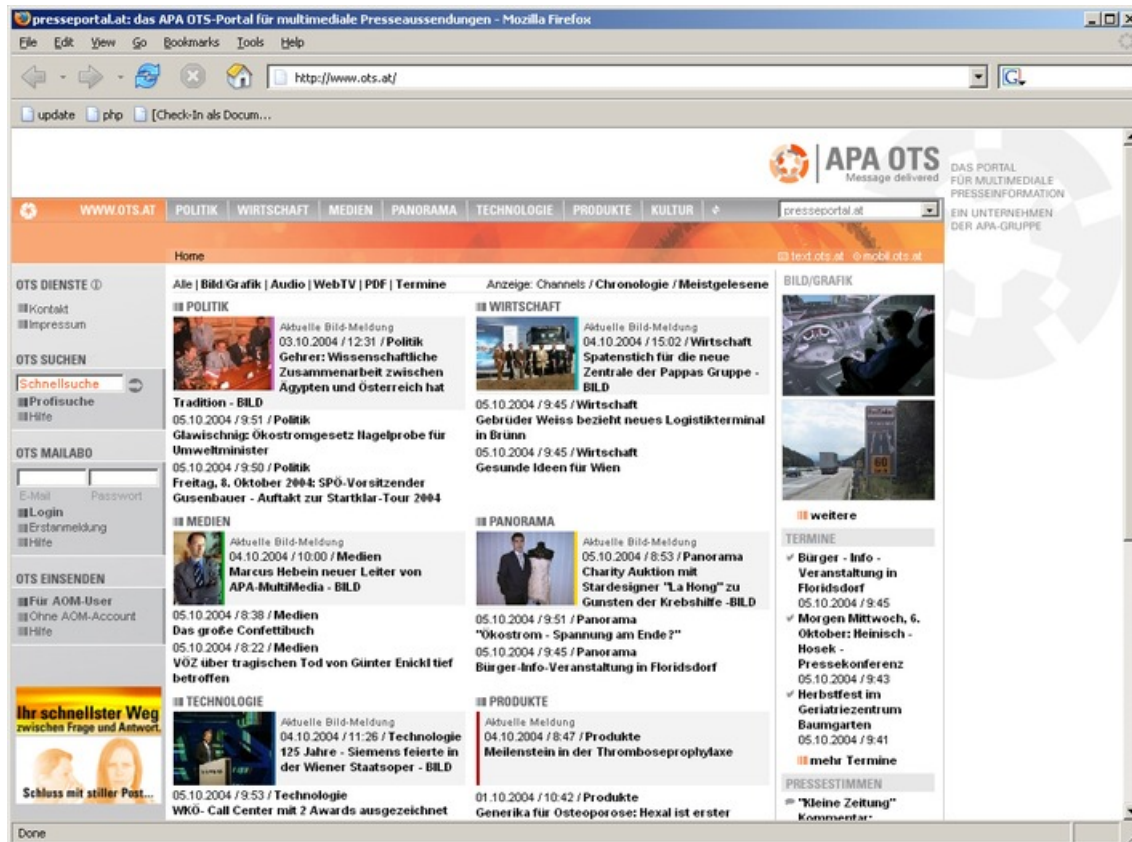 presseportal.at: das APA OTS-Portal für multimediale Presseaussendungen - Mozilla Firefox
File Edit View Go Bookmarks Tools Help
http://www.ots.at/
G
update php [Check-In als Docum...
APA OTS
Message delivered
DAS PORTAL
FÜR MULTIMEDIALE
PRESSEINFORMATION
EIN UNTERNEHMEN
DER APA-GRUPPE
WWW.OTS.AT POLITIK WIRTSCHAFT MEDIEN PANORAMA TECHNOLOGIE PRODUKTE KULTUR
presseportal.at
Home
text.ots.at mobil.ots.at
OTS DIENSTE
Kontakt
Impressum
OTS SUCHEN
Schnellsuche
Profisuche
Hilfe
OTS MAILABO
E-Mail Passwort
Login
Erstanmeldung
Hilfe
OTS EINSENDEN
Für AOM-User
Ohne AOM-Account
Hilfe
Ihr schnellster Weg
zwischen Frage und Antwort.
Schluss mit stiller Post...
Alle | Bild/Grafik | Audio | WebTV | PDF | Termine
Anzeige: Channels / Chronologie / Meistgelesene
POLITIK
Aktuelle Bild-Meldung
03.10.2004 / 12:31 / Politik
Gehrer: Wissenschaftliche
Zusammenarbeit zwischen
Ägypten und Österreich hat
Tradition - BILD
05.10.2004 / 9:51 / Politik
Glawischnig: Ökostromgesetz Nagelprobe für
Umweltminister
05.10.2004 / 9:50 / Politik
Freitag, 8. Oktober 2004: SPÖ-Vorsitzender
Gusenbauer - Auftakt zur Startklar-Tour 2004
WIRTSCHAFT
Aktuelle Bild-Meldung
04.10.2004 / 15:02 / Wirtschaft
Spatenstich für die neue
Zentrale der Pappas Gruppe -
BILD
05.10.2004 / 9:45 / Wirtschaft
Gebrüder Weiss bezieht neues Logistikterminal
in Brünn
05.10.2004 / 9:45 / Wirtschaft
Gesunde Ideen für Wien
MEDIEN
Aktuelle Bild-Meldung
04.10.2004 / 10:00 / Medien
Marcus Hebein neuer Leiter von
APA-MultiMedia - BILD
05.10.2004 / 8:38 / Medien
Das große Confettibuch
05.10.2004 / 8:22 / Medien
VÖZ über tragischen Tod von Günter Enickl tief
betroffen
PANORAMA
Aktuelle Bild-Meldung
05.10.2004 / 8:53 / Panorama
Charity Auktion mit
Stardesigner "La Hong" zu
Gunsten der Krebshilfe -BILD
05.10.2004 / 9:51 / Panorama
"Ökostrom - Spannung am Ende?"
05.10.2004 / 9:45 / Panorama
Bürger-Info-Veranstaltung in Floridsdorf
TECHNOLOGIE
Aktuelle Bild-Meldung
04.10.2004 / 11:26 / Technologie
125 Jahre - Siemens feierte in
der Wiener Staatsoper - BILD
05.10.2004 / 9:53 / Technologie
WKÖ- Call Center mit 2 Awards ausgezeichnet
PRODUKTE
Aktuelle Meldung
04.10.2004 / 8:47 / Produkte
Meilenstein in der Thromboseprophylaxe
01.10.2004 / 10:42 / Produkte
Generika für Osteoporose: Hexal ist erster
BILD/GRAFIK
60
weitere
TERMINE
Bürger - Info -
Veranstaltung in
Floridsdorf
05.10.2004 / 9:45
Morgen Mittwoch, 6.
Oktober: Heinisch -
Hosek -
Pressekonferenz
05.10.2004 / 9:43
Herbstfest im
Geriatriezentrum
Baumgarten
05.10.2004 / 9:41
mehr Termine
PRESSESTIMMEN
"Kleine Zeitung"
Kommentar:
Done